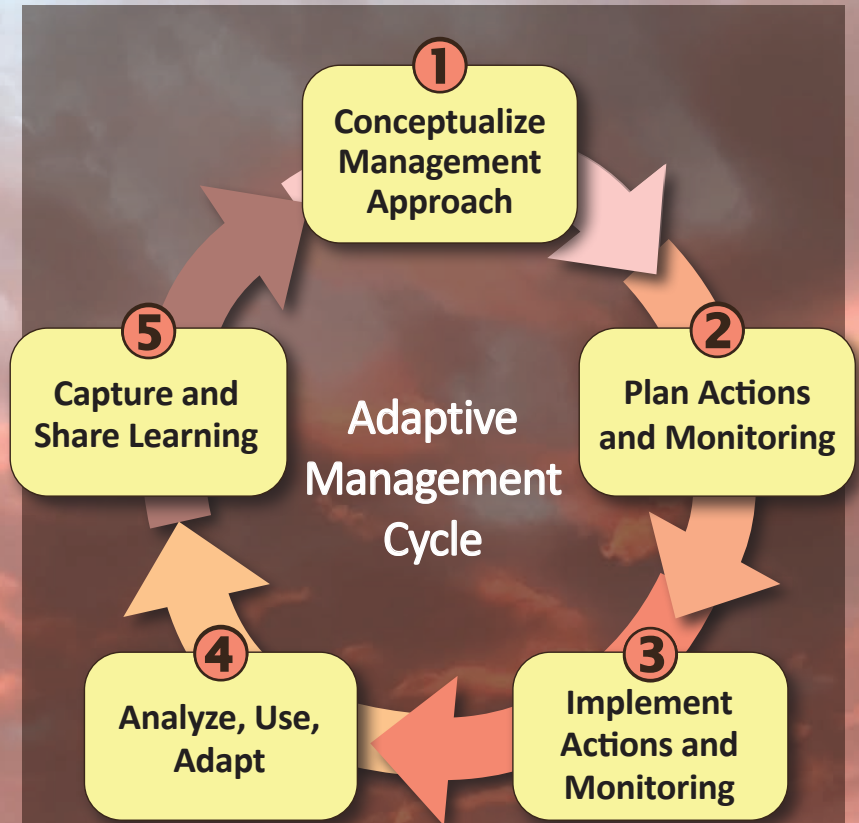 1
Conceptualize
Management
Approach
2
Plan Actions
and Monitoring
3
Implement
Actions and
Monitoring
4
Analyze, Use,
Adapt
5
Capture and
Share Learning
Adaptive
Management
Cycle